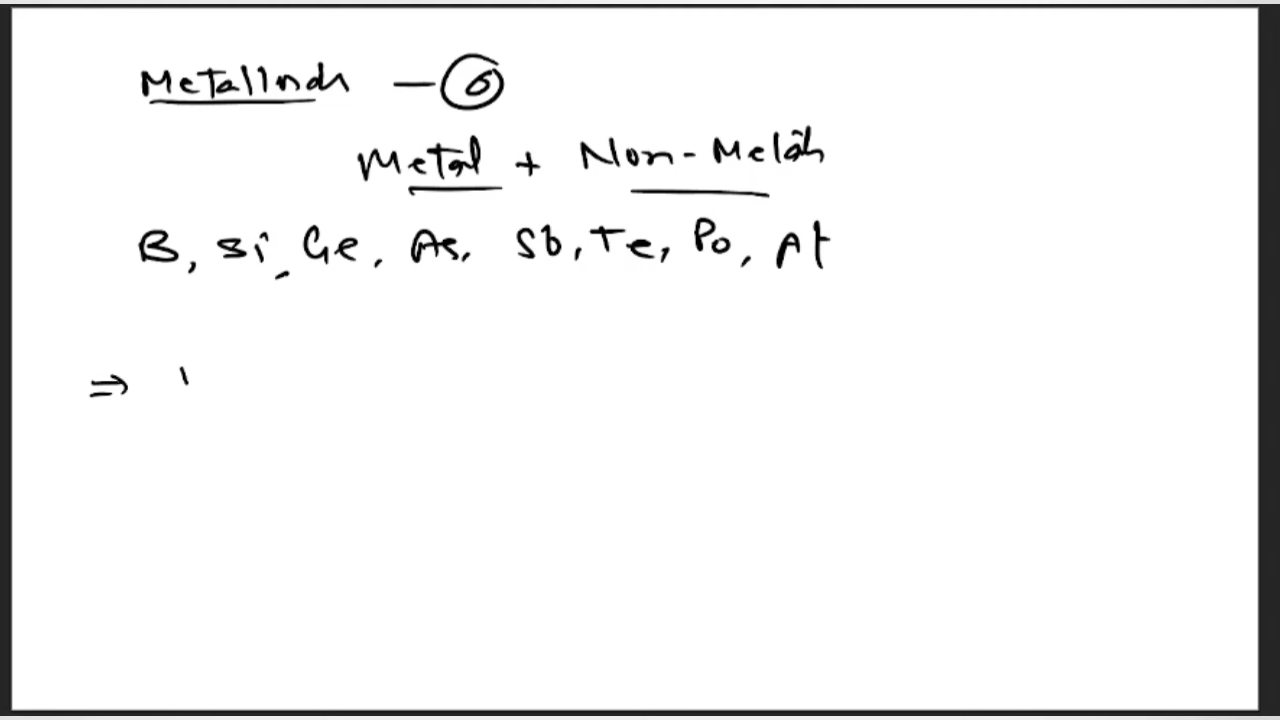 Metalloids – 6
Metal + Non-Metals
B, Si, Ge, As, Sb, Te, Po, At
⇒